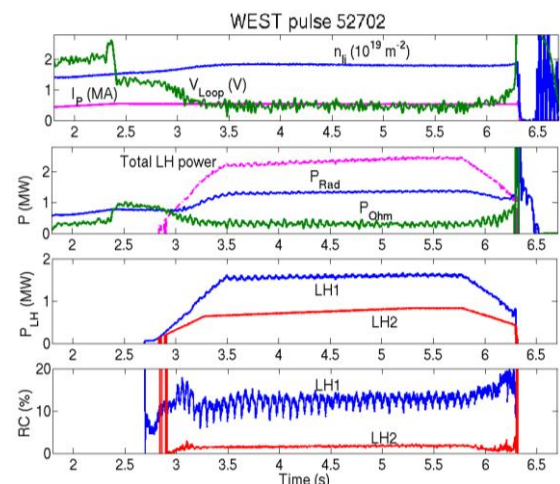 WEST pulse 52702
2
1
0
n_li (10^19 m^-2)
I_P (MA)
V_Loop (V)
2 2.5 3 3.5 4 4.5 5 5.5 6 6.5
P (MW)
2
1
0
Total LH power
P_Rad
P_Ohm
2 2.5 3 3.5 4 4.5 5 5.5 6 6.5
P_LH (MW)
2
1
0
LH1
LH2
2 2.5 3 3.5 4 4.5 5 5.5 6 6.5
RC (%)
20
10
0
LH1
LH2
2 2.5 3 3.5 4 4.5 5 5.5 6 6.5
Time (s)